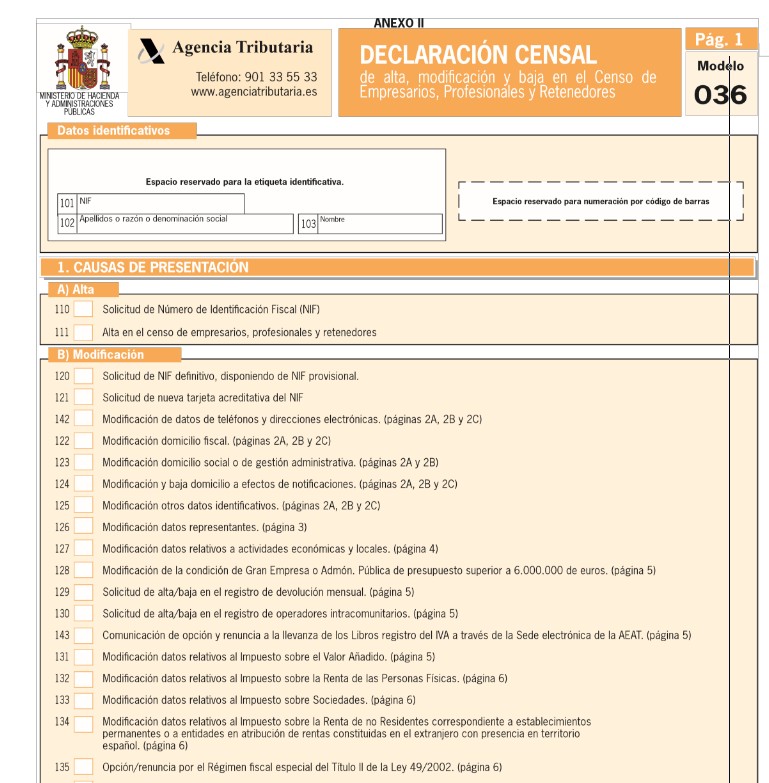 ANEXO II
MINISTERIO DE HACIENDA
Y ADMINISTRACIONES
PÚBLICAS
Agencia Tributaria
Teléfono: 901 33 55 33
www.agenciatributaria.es
DECLARACIÓN CENSAL
de alta, modificación y baja en el Censo de
Empresarios, Profesionales y Retenedores
Pág. 1
Modelo
036
Datos identificativos
Espacio reservado para la etiqueta identificativa.
101 NIF
102 Apellidos o razón o denominación social 103 Nombre
Espacio reservado para numeración por código de barras
1. CAUSAS DE PRESENTACIÓN
A) Alta
110 Solicitud de Número de Identificación Fiscal (NIF)
111 Alta en el censo de empresarios, profesionales y retenedores
B) Modificación
120 Solicitud de NIF definitivo, disponiendo de NIF provisional.
121 Solicitud de nueva tarjeta acreditativa del NIF
142 Modificación de datos de teléfonos y direcciones electrónicas. (páginas 2A, 2B y 2C)
122 Modificación domicilio fiscal. (páginas 2A, 2B y 2C)
123 Modificación domicilio social o de gestión administrativa. (páginas 2A y 2B)
124 Modificación y baja domicilio a efectos de notificaciones. (páginas 2A, 2B y 2C)
125 Modificación otros datos identificativos. (páginas 2A, 2B y 2C)
126 Modificación datos representantes. (página 3)
127 Modificación datos relativos a actividades económicas y locales. (página 4)
128 Modificación de la condición de Gran Empresa o Admón. Pública de presupuesto superior a 6.000.000 de euros. (página 5)
129 Solicitud de alta/baja en el registro de devolución mensual. (página 5)
130 Solicitud de alta/baja en el registro de operadores intracomunitarios. (página 5)
143 Comunicación de opción y renuncia a la llevanza de los Libros registro del IVA a través de la Sede electrónica de la AEAT. (página 5)
131 Modificación datos relativos al Impuesto sobre el Valor Añadido. (página 5)
132 Modificación datos relativos al Impuesto sobre la Renta de las Personas Físicas. (página 6)
133 Modificación datos relativos al Impuesto sobre Sociedades. (página 6)
134 Modificación datos relativos al Impuesto sobre la Renta de no Residentes correspondiente a establecimientos
permanentes o a entidades en atribución de rentas constituidas en el extranjero con presencia en territorio
español. (página 6)
135 Opción/renuncia por el Régimen fiscal especial del Título II de la Ley 49/2002. (página 6)